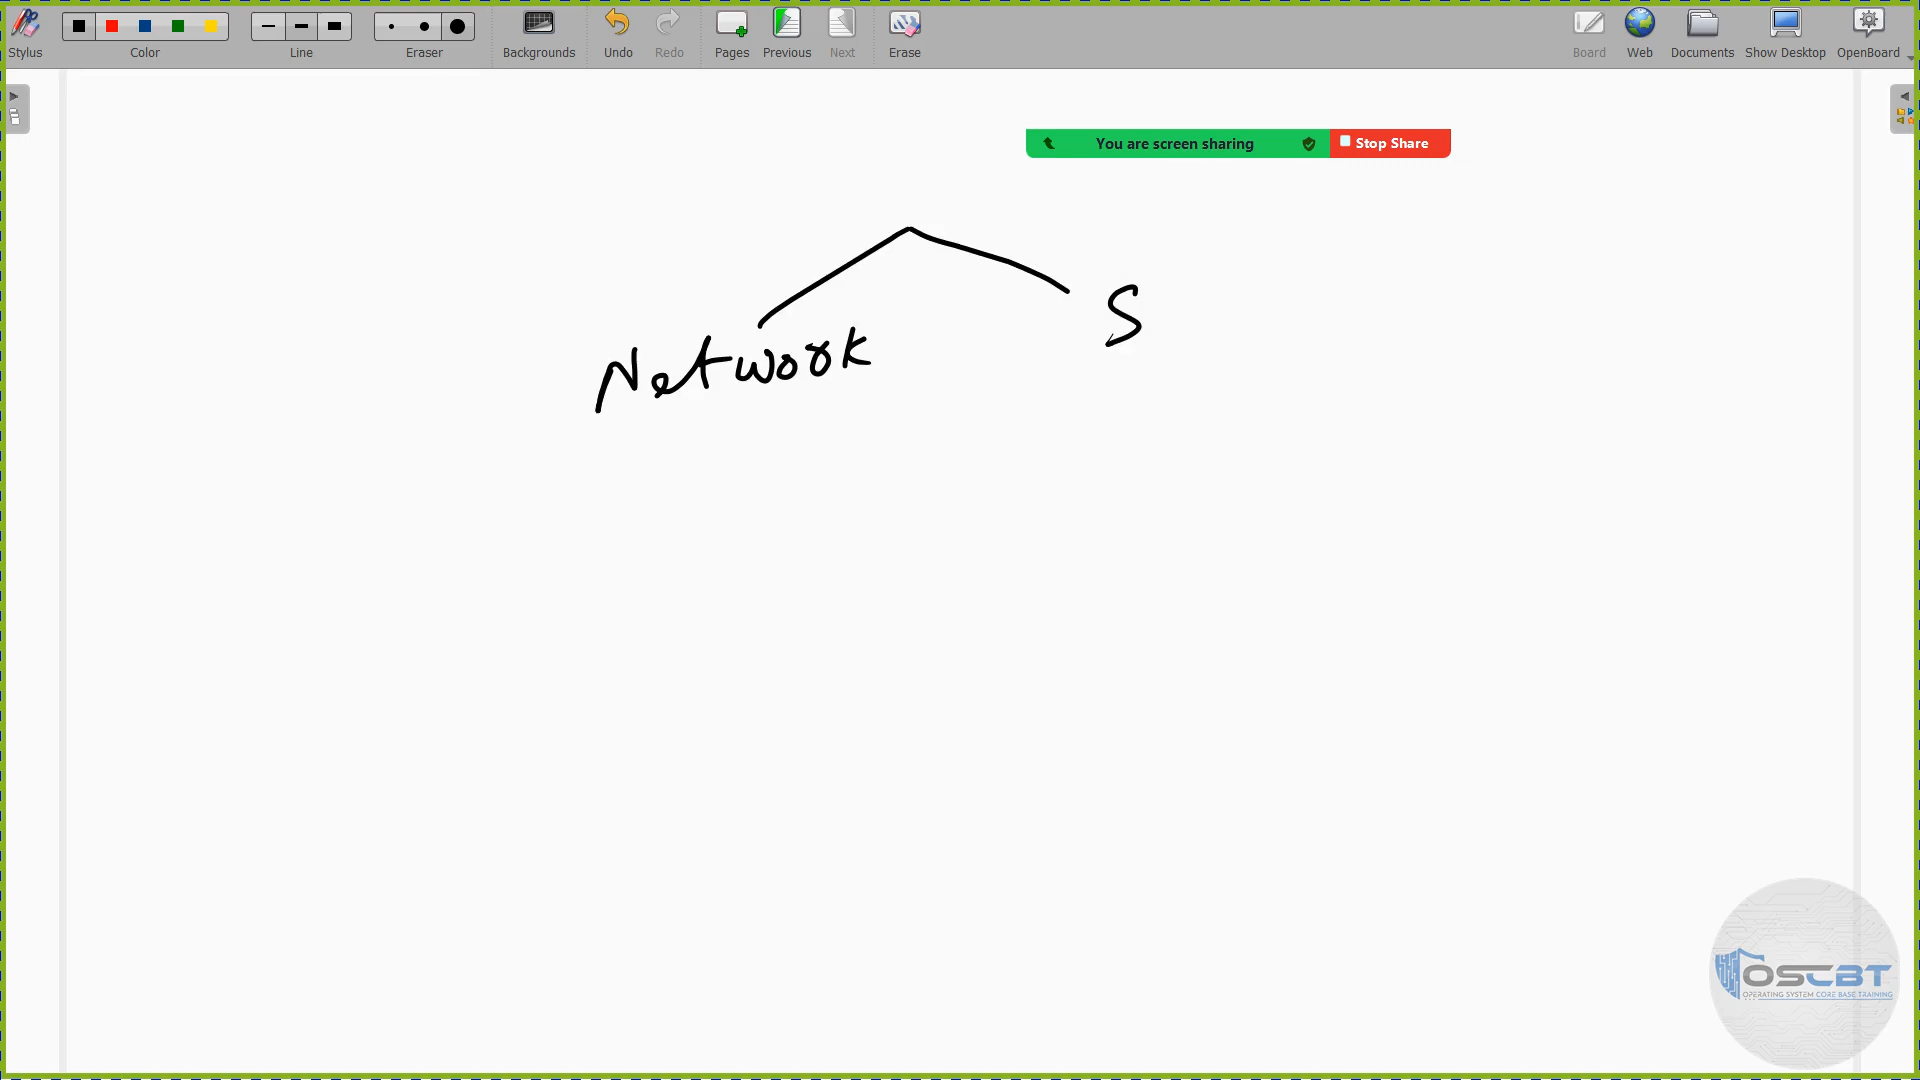 Stylus Color Line Eraser Backgrounds Undo Redo Pages Previous Next Erase Board Web Documents Show Desktop OpenBoard
You are screen sharing Stop Share
Network S
OSCBT
OPERATING SYSTEM CORE BASE TRAINING